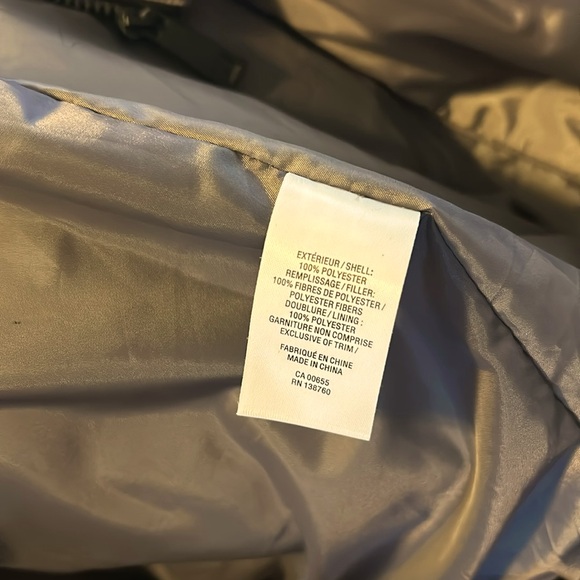 EXTÉRIEUR / SHELL:
100% POLYESTER
REMPLISSAGE / FILLER:
100% FIBRES DE POLYESTER /
POLYESTER FIBERS
DOUBLURE / LINING :
100% POLYESTER
GARNITURE NON COMPRISE
EXCLUSIVE OF TRIM /
FABRIQUÉ EN CHINE
MADE IN CHINA
CA 00655
RN 138760